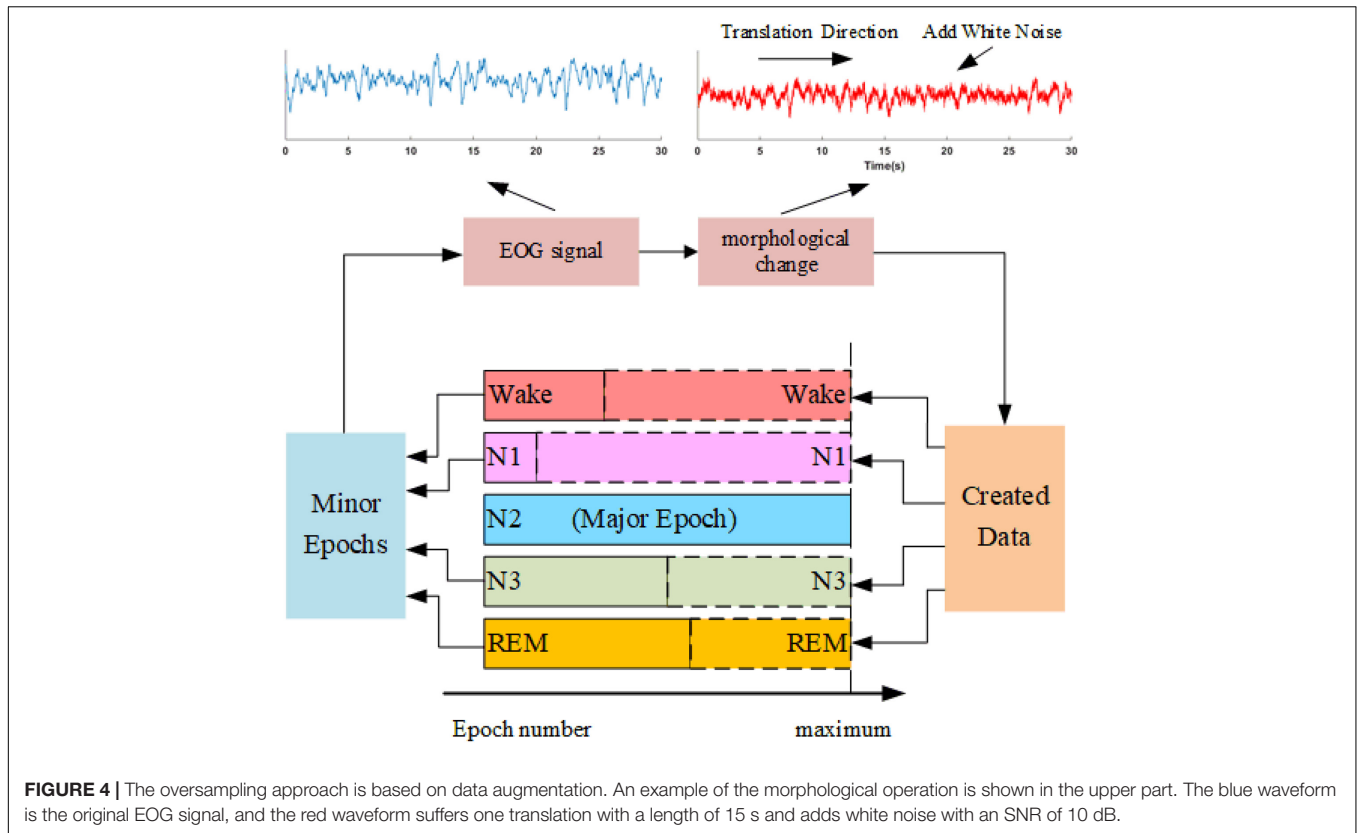 Translation Direction Add White Noise
0 5 10 15 20 25 30
0 5 10 15 20 25 30
Time(s)
EOG signal
morphological
change
Wake Wake
N1 N1
N2 (Major Epoch)
N3 N3
REM REM
Minor
Epochs
Created
Data
Epoch number maximum
FIGURE 4 | The oversampling approach is based on data augmentation. An example of the morphological operation is shown in the upper part. The blue waveform
is the original EOG signal, and the red waveform suffers one translation with a length of 15 s and adds white noise with an SNR of 10 dB.